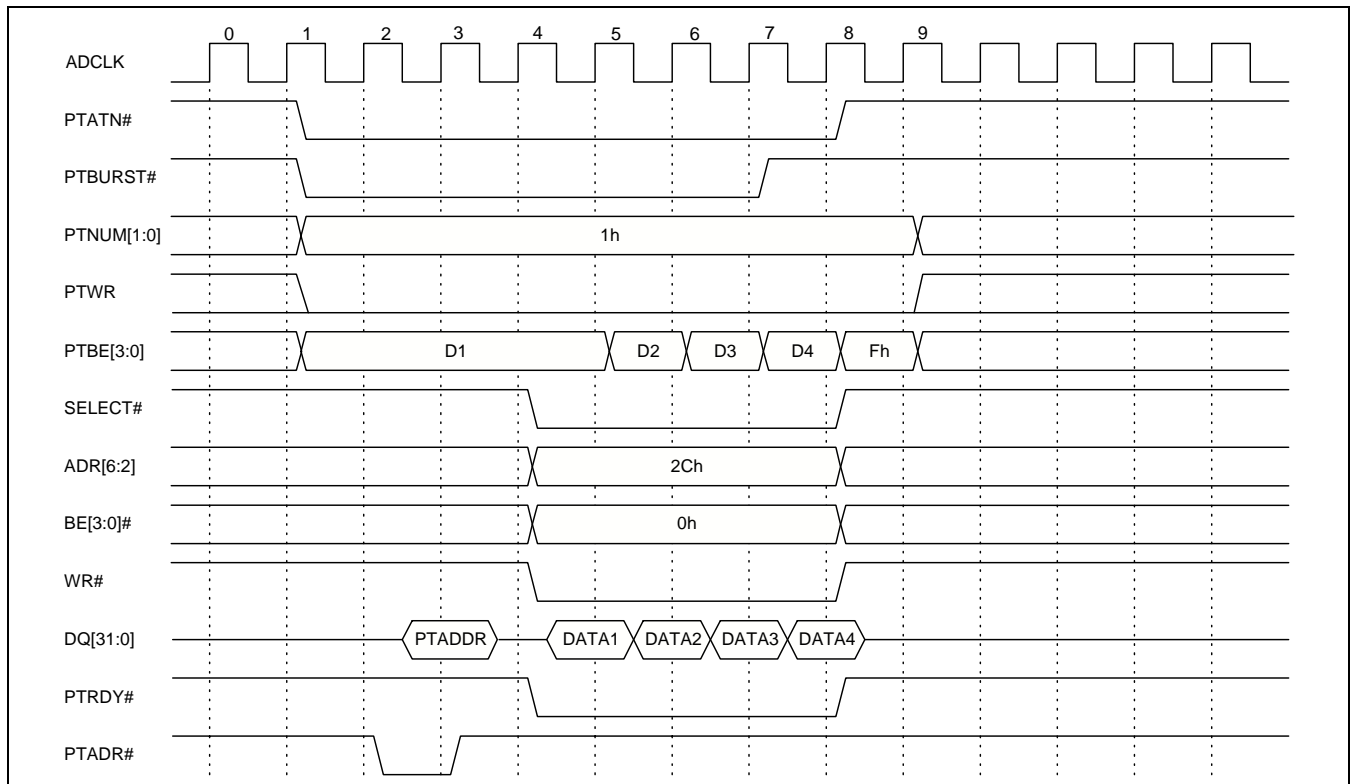 0 1 2 3 4 5 6 7 8 9
ADCLK
PTATN#
PTBURST#
PTNUM[1:0] 1h
PTWR
PTBE[3:0] D1 D2 D3 D4 Fh
SELECT#
ADR[6:2] 2Ch
BE[3:0]# 0h
WR#
DQ[31:0] PTADDR DATA1 DATA2 DATA3 DATA4
PTRDY#
PTADR#